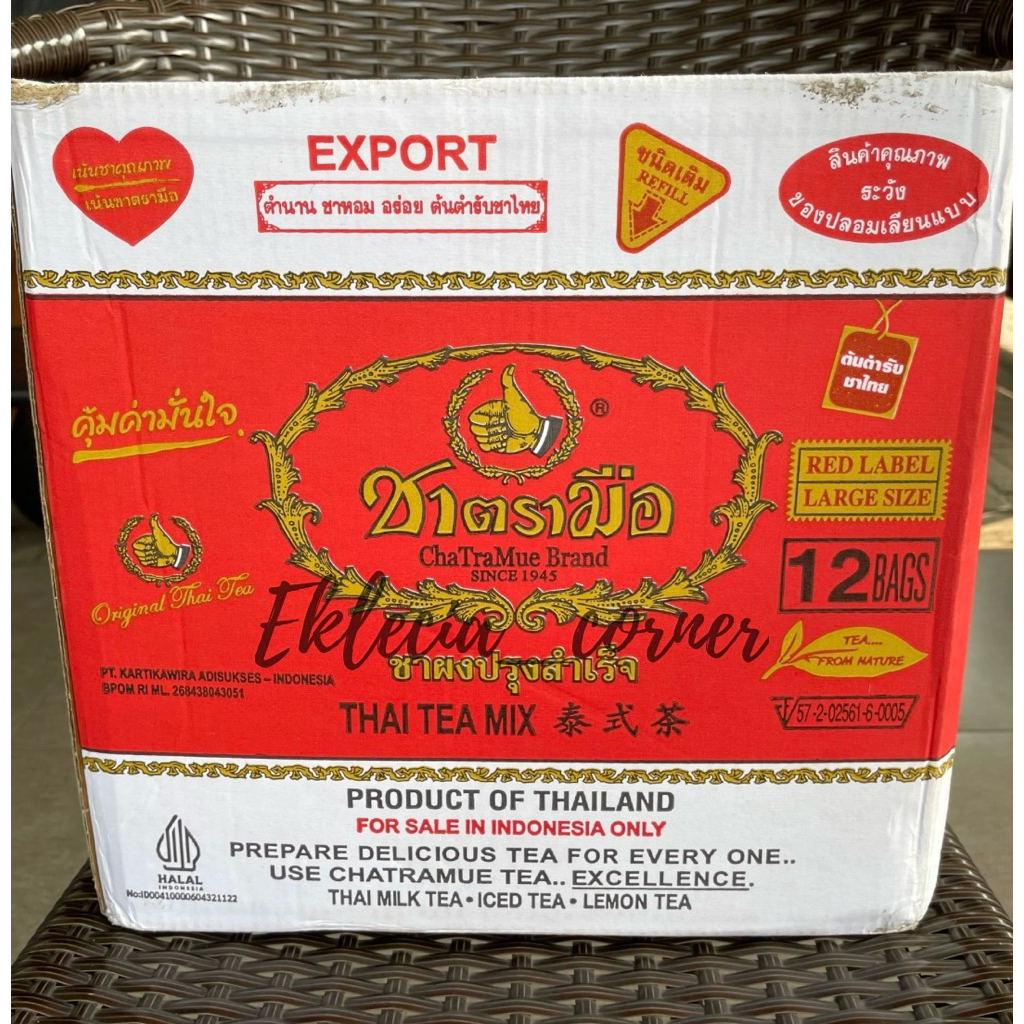 เน้นชาคุณภาพ
เน้นชาตรามือ
EXPORT
ตำนาน ชาหอม อร่อย ต้นตำรับชาไทย
ชนิดเติม
REFILL
สินค้าคุณภาพ
ระวัง
ของปลอมเลียนแบบ
คุ้มค่ามั่นใจ
ต้นตำรับ
ชาไทย
®
ชาตรามือ
ChaTraMue Brand
SINCE 1945
RED LABEL
LARGE SIZE
12 BAGS
Original Thai Tea
Eklecia_corner
ชาผงปรุงสำเร็จ
TEA....
FROM NATURE
PT. KARTIKAWIRA ADISUKSES – INDONESIA
BPOM RI ML. 268438043051
THAI TEA MIX 泰式茶
F/57-2-02561-6-0005
PRODUCT OF THAILAND
FOR SALE IN INDONESIA ONLY
PREPARE DELICIOUS TEA FOR EVERY ONE..
USE CHATRAMUE TEA.. EXCELLENCE.
THAI MILK TEA • ICED TEA • LEMON TEA
HALAL
INDONESIA
No:ID00410000604321122